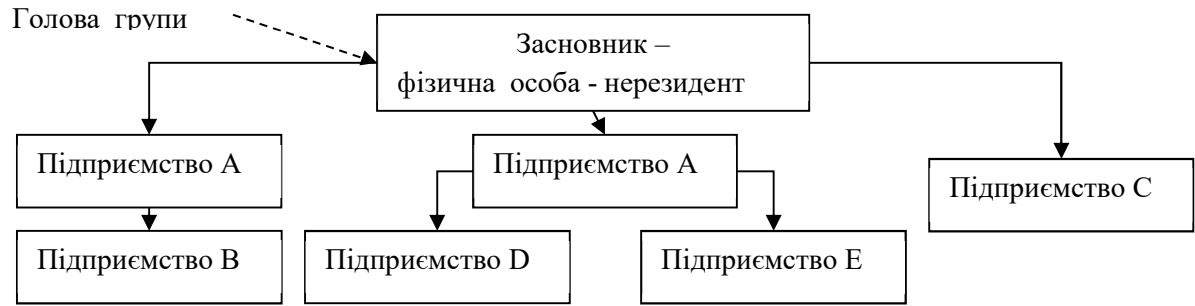 Голова групи
Засновник –
фізична особа - нерезидент
Підприємство А
Підприємство А
Підприємство С
Підприємство В
Підприємство D
Підприємство Е